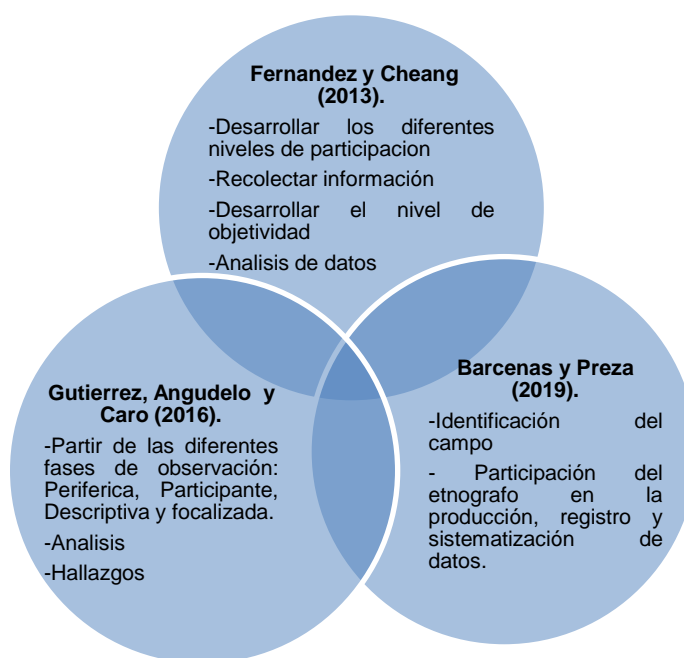 Fernandez y Cheang
(2013).
-Desarrollar los diferentes
niveles de participacion
-Recolectar información
-Desarrollar el nivel de
objetividad
-Analisis de datos
Gutierrez, Angudelo y
Caro (2016).
-Partir de las diferentes
fases de observación:
Periferica, Participante,
Descriptiva y focalizada.
-Analisis
-Hallazgos
Barcenas y Preza
(2019).
-Identificación del
campo
- Participación del
etnografo en la
producción, registro y
sistematización de
datos.